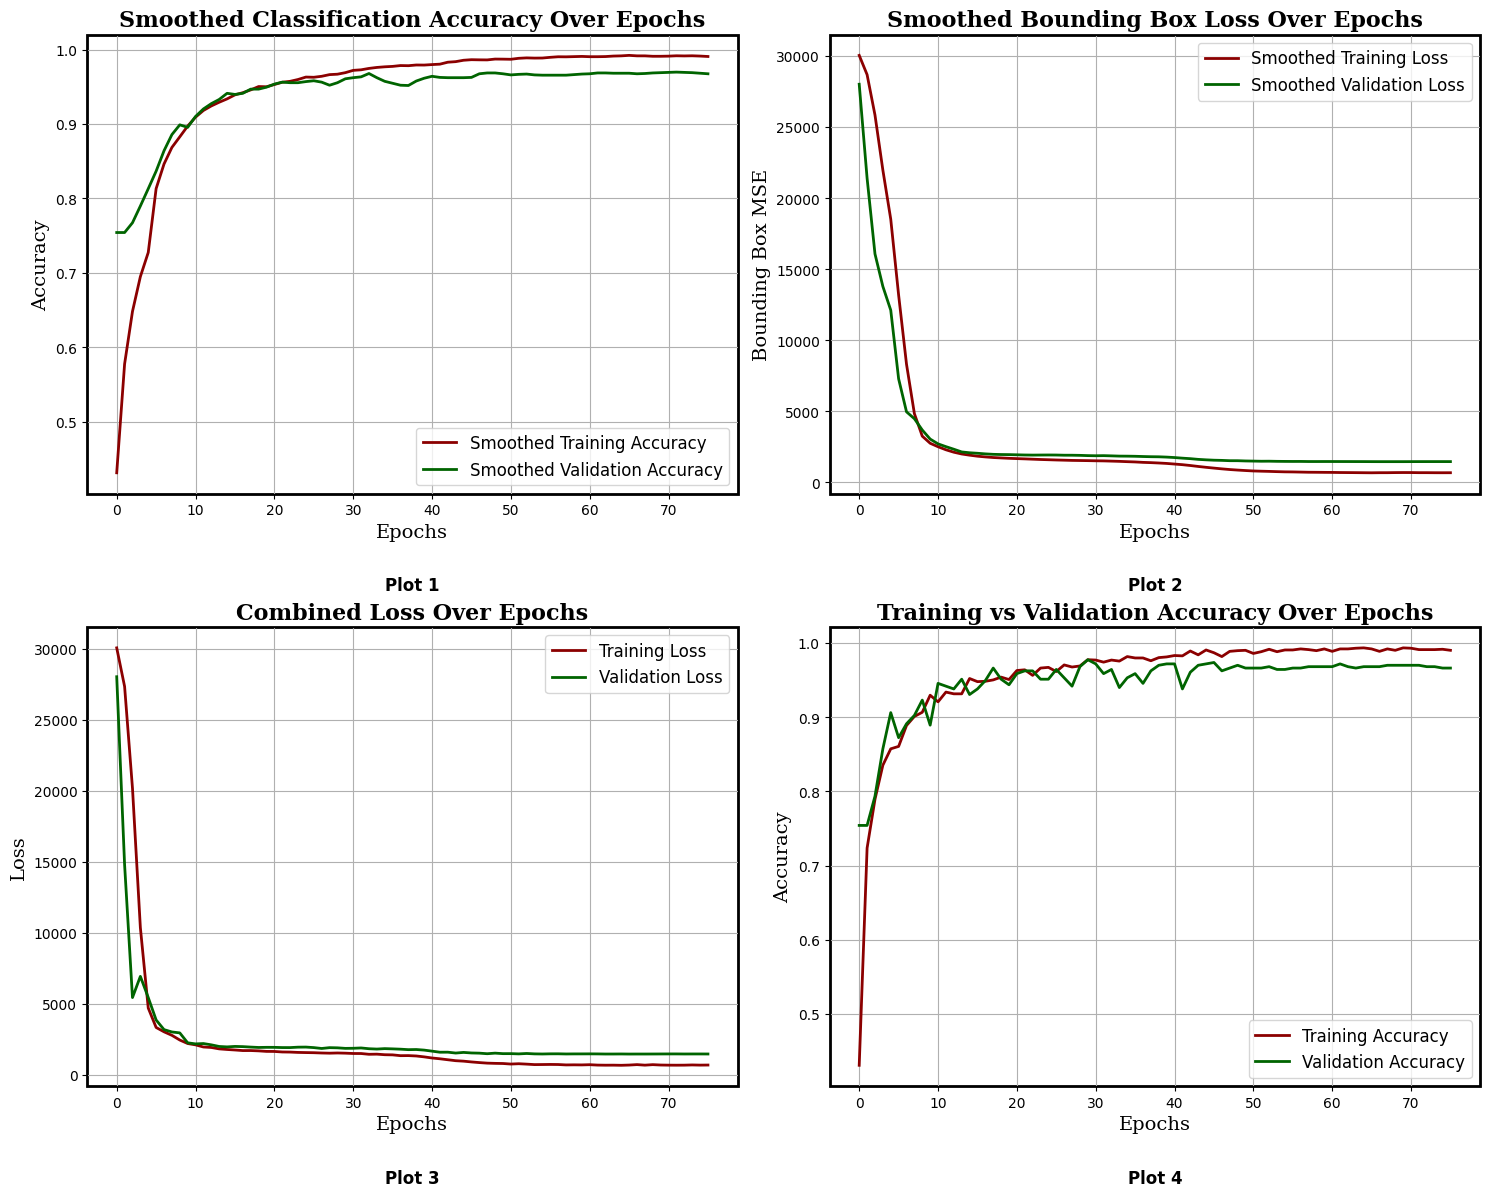 Smoothed Classification Accuracy Over Epochs
1.0
0.9
0.8
0.7
0.6
0.5
Accuracy
Smoothed Training Accuracy
Smoothed Validation Accuracy
0 10 20 30 40 50 60 70
Epochs
Plot 1
Smoothed Bounding Box Loss Over Epochs
30000
25000
20000
15000
10000
5000
0
Bounding Box MSE
Smoothed Training Loss
Smoothed Validation Loss
0 10 20 30 40 50 60 70
Epochs
Plot 2
Combined Loss Over Epochs
30000
25000
20000
15000
10000
5000
0
Loss
Training Loss
Validation Loss
0 10 20 30 40 50 60 70
Epochs
Plot 3
Training vs Validation Accuracy Over Epochs
1.0
0.9
0.8
0.7
0.6
0.5
Accuracy
Training Accuracy
Validation Accuracy
0 10 20 30 40 50 60 70
Epochs
Plot 4